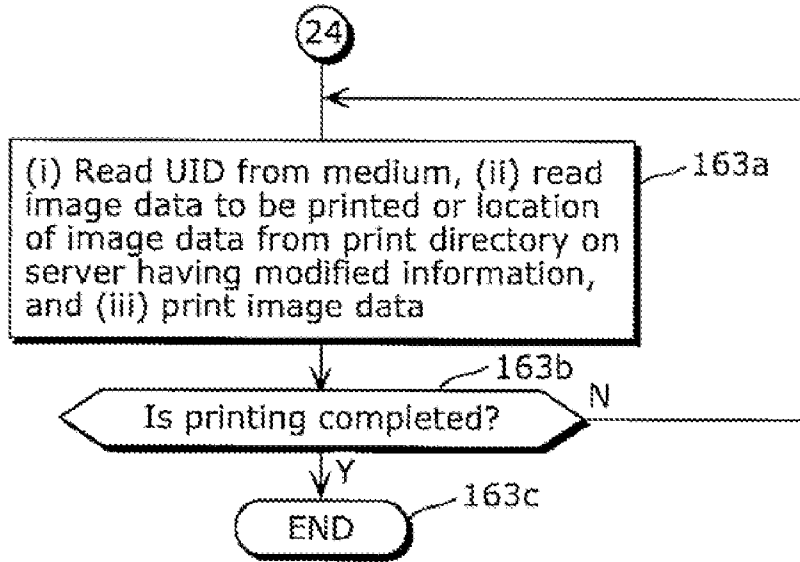 24
(i) Read UID from medium, (ii) read
image data to be printed or location
of image data from print directory on
server having modified information,
and (iii) print image data
163a
163b
Is printing completed?
N
Y
163c
END